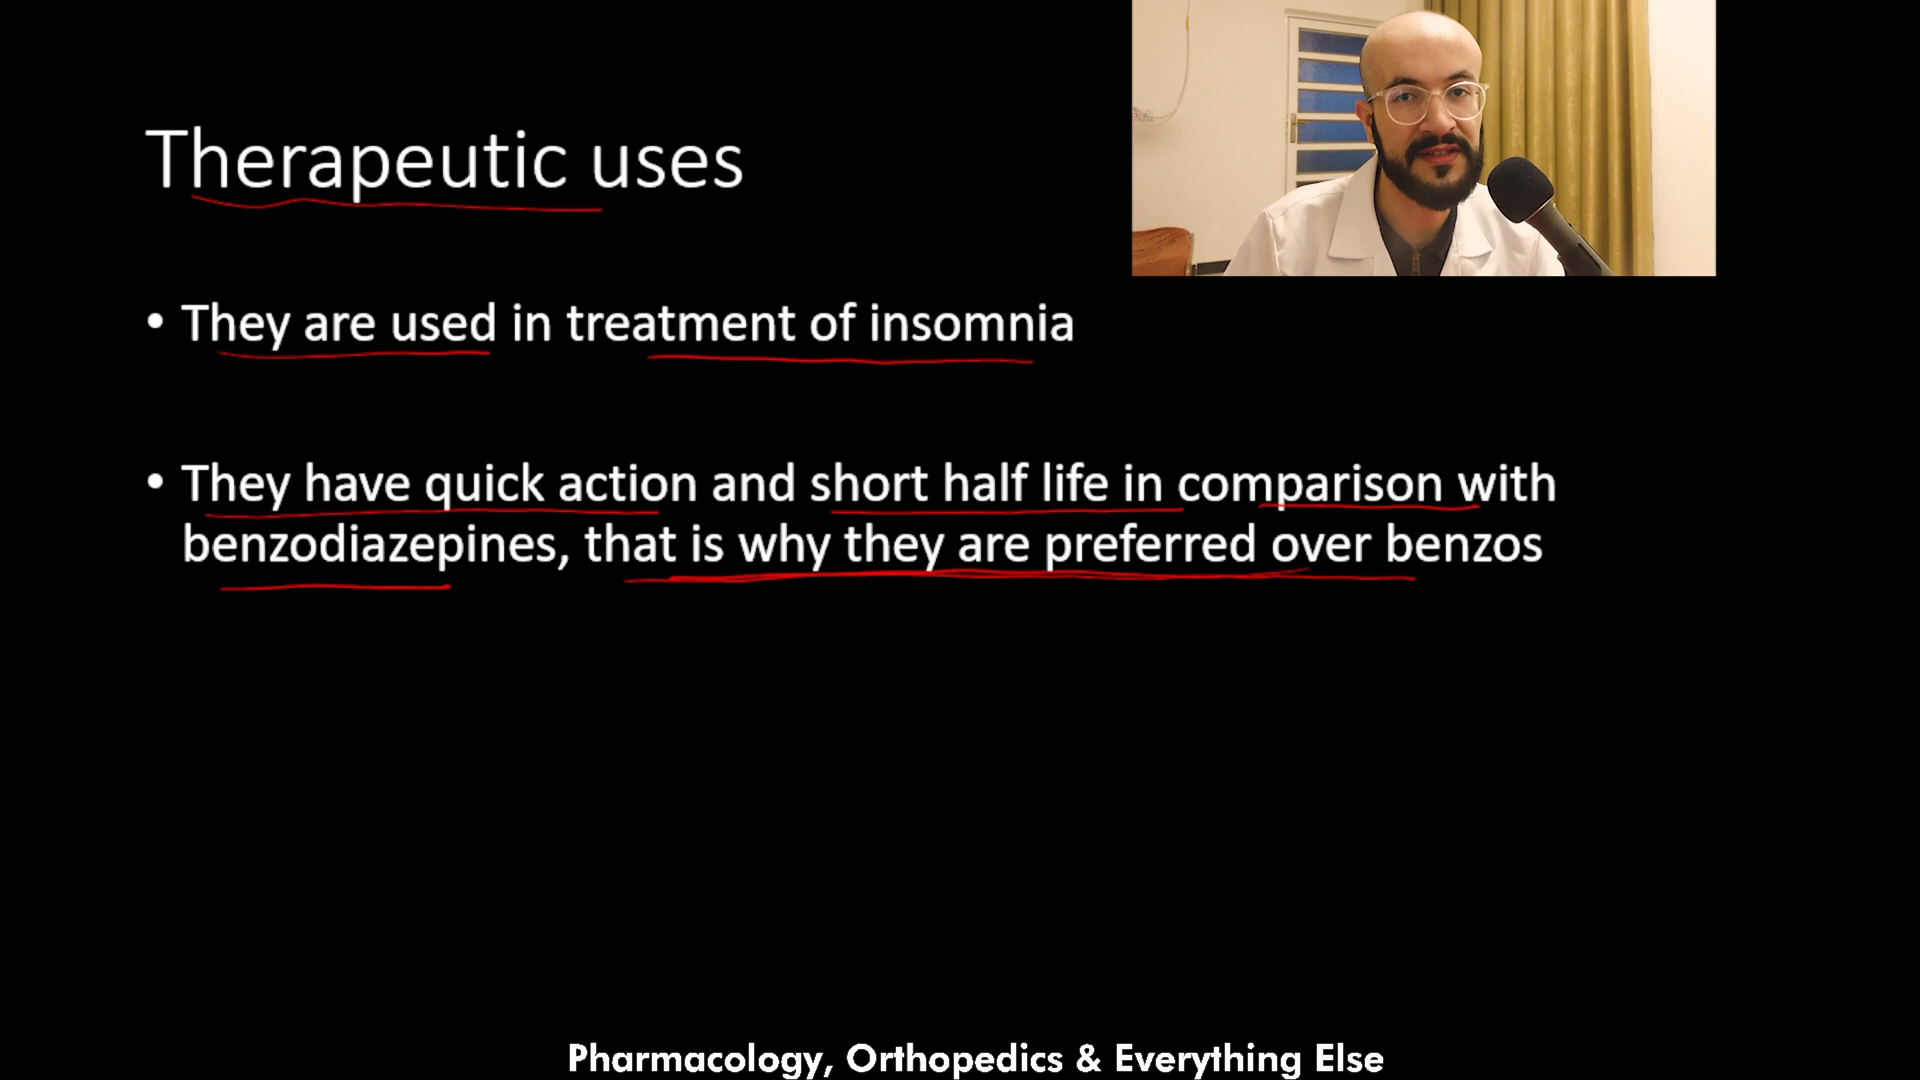 Therapeutic uses
• They are used in treatment of insomnia
• They have quick action and short half life in comparison with
benzodiazepines, that is why they are preferred over benzos
Pharmacology, Orthopedics & Everything Else